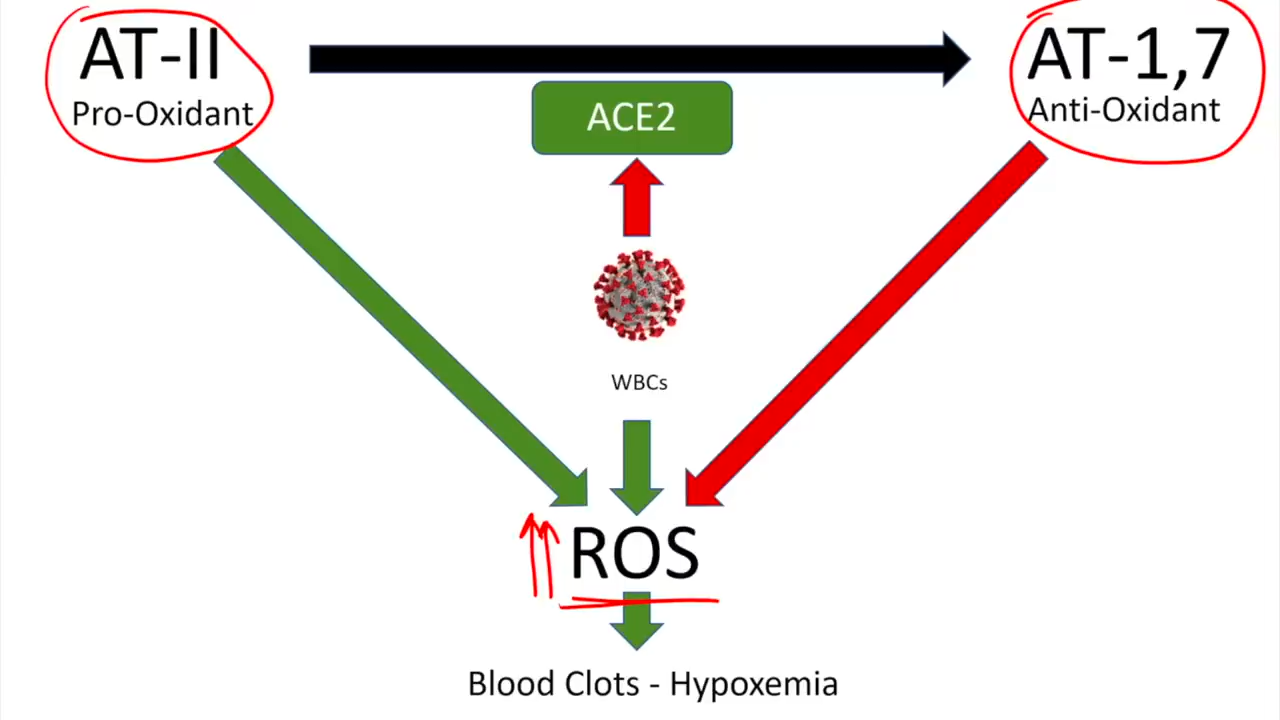 AT-II
Pro-Oxidant
AT-1,7
Anti-Oxidant
ACE2
WBCs
ROS
Blood Clots - Hypoxemia